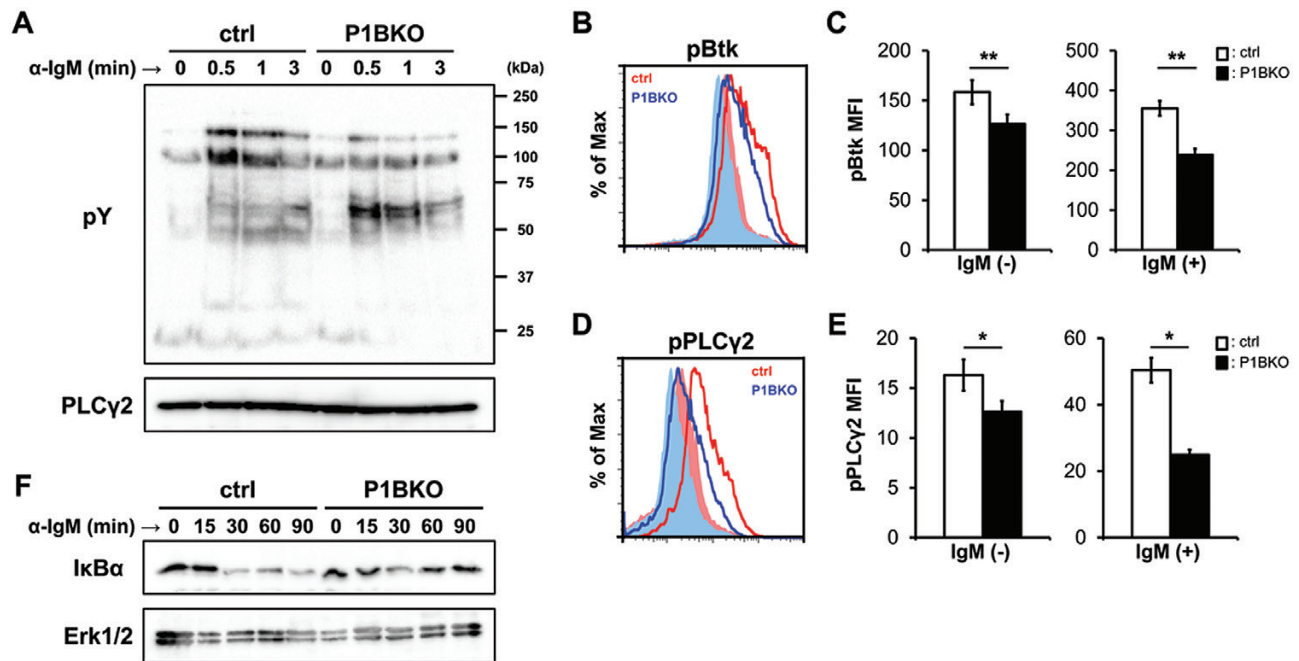 A
ctrl
P1BKO
α-IgM (min) → 0 0.5 1 3 0 0.5 1 3
(kDa)
250
150
100
75
50
37
25
pY
PLCγ2
B
pBtk
ctrl
P1BKO
% of Max
C
pBtk MFI
200
150
100
50
0
**
IgM (-)
500
400
300
200
100
0
**
IgM (+)
: ctrl
: P1BKO
D
pPLCγ2
ctrl
P1BKO
% of Max
E
pPLCγ2 MFI
20
15
10
5
0
*
IgM (-)
60
40
20
0
*
IgM (+)
: ctrl
: P1BKO
F
ctrl
P1BKO
α-IgM (min) → 0 15 30 60 90 0 15 30 60 90
IκBα
Erk1/2